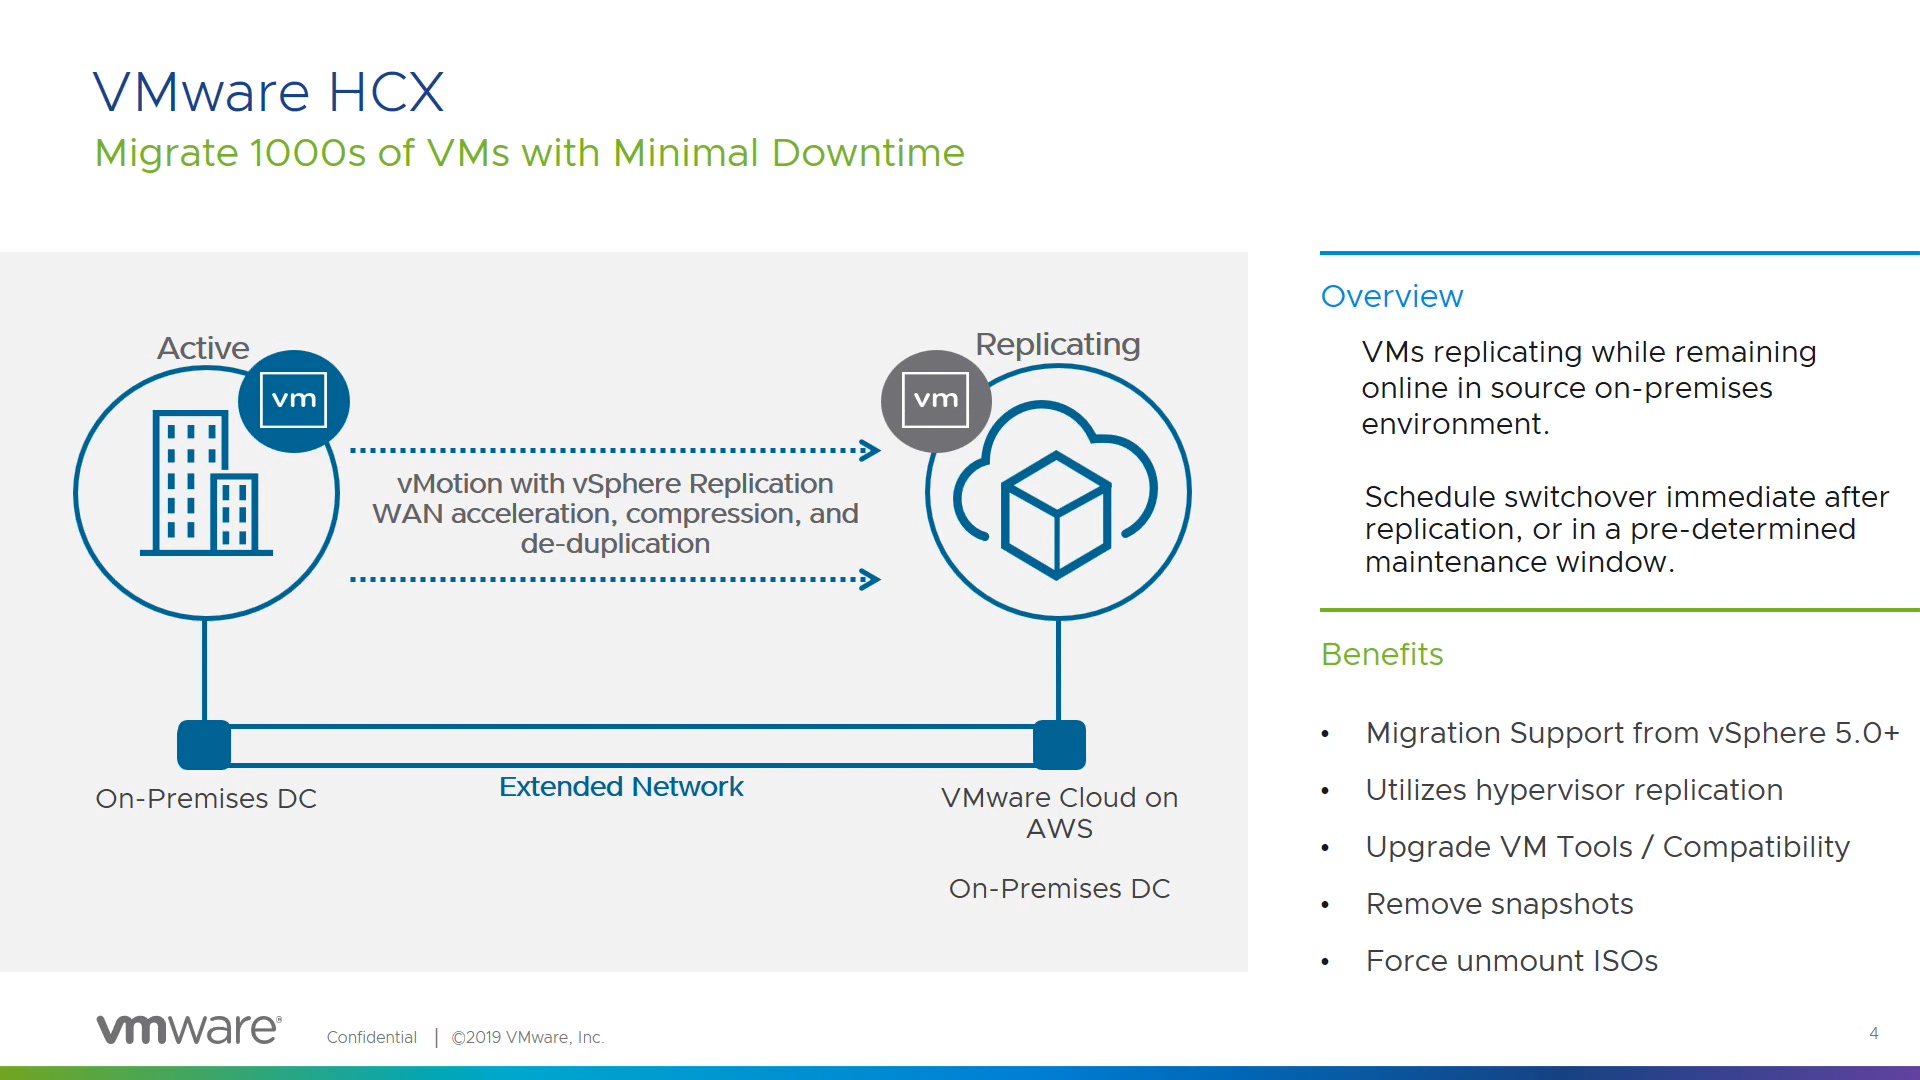 VMware HCX
Migrate 1000s of VMs with Minimal Downtime
Active
vm
Replicating
vm
vMotion with vSphere Replication
WAN acceleration, compression, and
de-duplication
Extended Network
On-Premises DC
VMware Cloud on
AWS
On-Premises DC
Overview
VMs replicating while remaining
online in source on-premises
environment.
Schedule switchover immediate after
replication, or in a pre-determined
maintenance window.
Benefits
• Migration Support from vSphere 5.0+
• Utilizes hypervisor replication
• Upgrade VM Tools / Compatibility
• Remove snapshots
• Force unmount ISOs
vmware®
Confidential | ©2019 VMware, Inc.
4